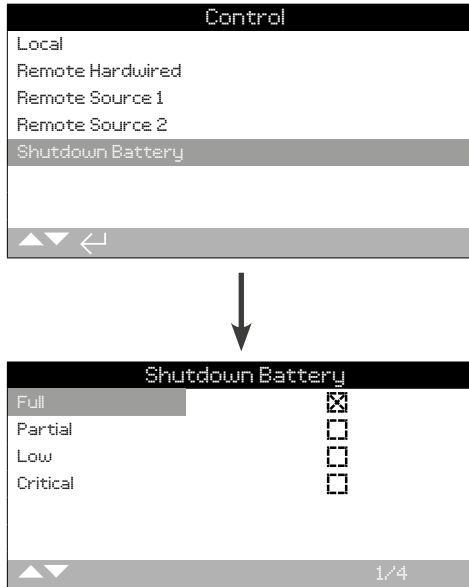 Control
Local
Remote Hardwired
Remote Source 1
Remote Source 2
Shutdown Battery
Shutdown Battery
Full
Partial
Low
Critical
1/4